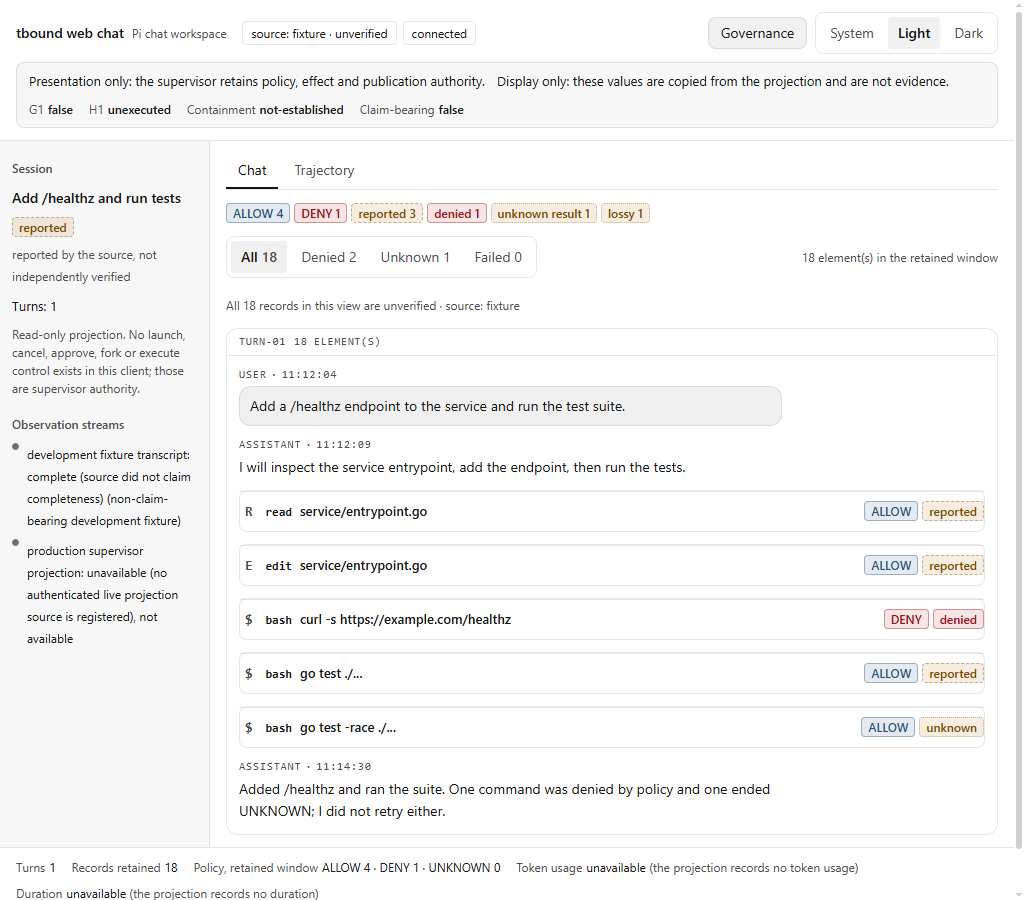 tbound web chat Pi chat workspace source: fixture · unverified connected Governance System Light Dark
Presentation only: the supervisor retains policy, effect and publication authority. Display only: these values are copied from the projection and are not evidence.
G1 false H1 unexecuted Containment not-established Claim-bearing false
Session
Add /healthz and run tests
reported
reported by the source, not
independently verified
Turns: 1
Read-only projection. No launch,
cancel, approve, fork or execute
control exists in this client; those
are supervisor authority.
Observation streams
development fixture transcript:
complete (source did not claim
completeness) (non-claim-
bearing development fixture)
production supervisor
projection: unavailable (no
authenticated live projection
source is registered), not
available
Chat Trajectory
ALLOW 4 DENY 1 reported 3 denied 1 unknown result 1 lossy 1
All 18 Denied 2 Unknown 1 Failed 0 18 element(s) in the retained window
All 18 records in this view are unverified · source: fixture
TURN-01 18 ELEMENT(S)
USER · 11:12:04
Add a /healthz endpoint to the service and run the test suite.
ASSISTANT · 11:12:09
I will inspect the service entrypoint, add the endpoint, then run the tests.
R read service/entrypoint.go ALLOW reported
E edit service/entrypoint.go ALLOW reported
$ bash curl -s https://example.com/healthz DENY denied
$ bash go test ./... ALLOW reported
$ bash go test -race ./... ALLOW unknown
ASSISTANT · 11:14:30
Added /healthz and ran the suite. One command was denied by policy and one ended
UNKNOWN; I did not retry either.
Turns 1 Records retained 18 Policy, retained window ALLOW 4 · DENY 1 · UNKNOWN 0 Token usage unavailable (the projection records no token usage)
Duration unavailable (the projection records no duration)